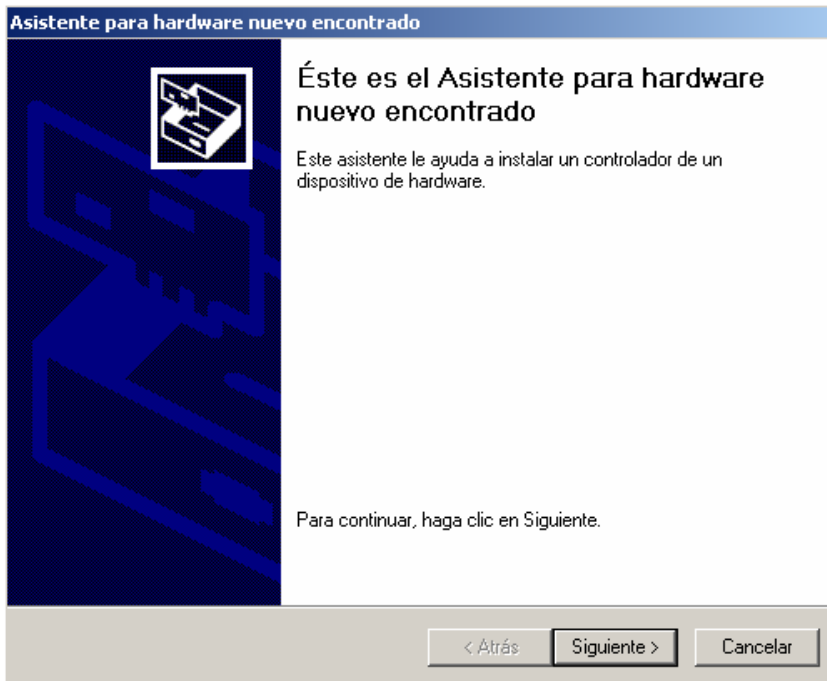 Asistente para hardware nuevo encontrado
Éste es el Asistente para hardware
nuevo encontrado
Este asistente le ayuda a instalar un controlador de un
dispositivo de hardware.
Para continuar, haga clic en Siguiente.
< Atrás
Siguiente >
Cancelar